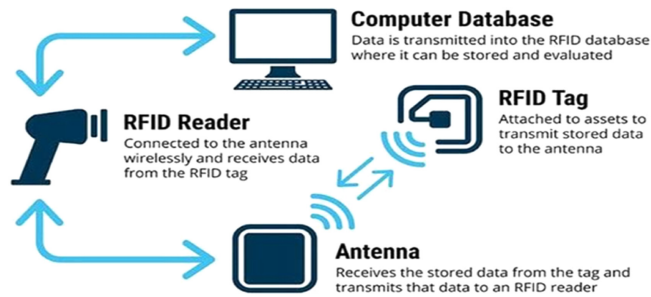 Computer Database
Data is transmitted into the RFID database
where it can be stored and evaluated
RFID Tag
Attached to assets to
transmit stored data
to the antenna
RFID Reader
Connected to the antenna
wirelessly and receives data
from the RFID tag
Antenna
Receives the stored data from the tag and
transmits that data to an RFID reader